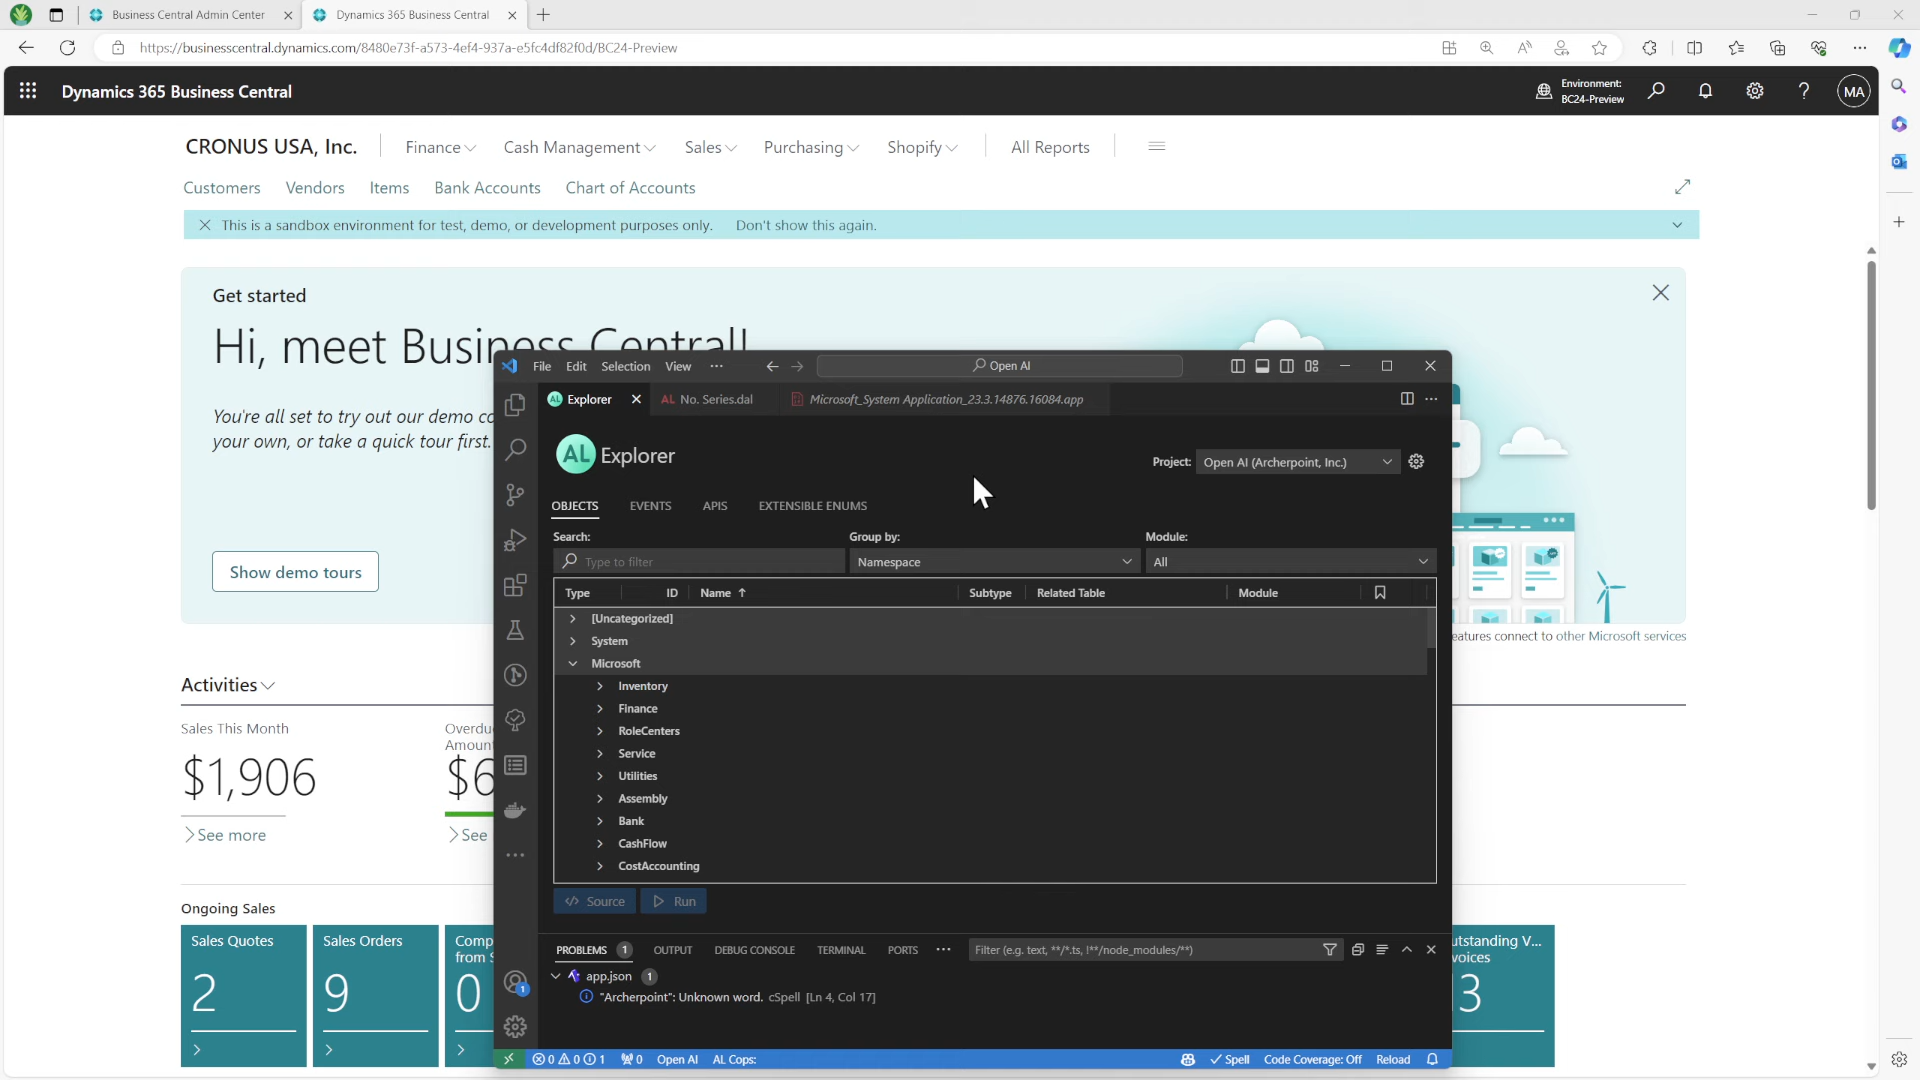 Business Central Admin Center
Dynamics 365 Business Central
https://businesscentral.dynamics.com/8480e73f-a573-4ef4-937a-e5fc4df82f0d/BC24-Preview
Dynamics 365 Business Central
Environment:
BC24-Preview
MA
CRONUS USA, Inc.
Finance
Cash Management
Sales
Purchasing
Shopify
All Reports
Customers
Vendors
Items
Bank Accounts
Chart of Accounts
This is a sandbox environment for test, demo, or development purposes only.
Don't show this again.
Get started
Hi, meet Business Central!
You're all set to try out our demo co
your own, or take a quick tour first.
Show demo tours
eatures connect to other Microsoft services
Activities
Sales This Month
$1,906
See more
Overdu
Amoun
$6
See
Ongoing Sales
Sales Quotes
2
Sales Orders
9
Comp
from S
0
utstanding V...
voices
3
File
Edit
Selection
View
Open AI
AL Explorer
AL No. Series.dal
Microsoft_System Application_23.3.14876.16084.app
AL Explorer
Project:
Open AI (Archerpoint, Inc.)
OBJECTS
EVENTS
APIS
EXTENSIBLE ENUMS
Search:
Group by:
Module:
Type to filter
Namespace
All
Type
ID
Name
Subtype
Related Table
Module
[Uncategorized]
System
Microsoft
Inventory
Finance
RoleCenters
Service
Utilities
Assembly
Bank
CashFlow
CostAccounting
Source
Run
PROBLEMS 1
OUTPUT
DEBUG CONSOLE
TERMINAL
PORTS
Filter (e.g. text, **/*.ts, !**/node_modules/**)
app.json 1
"Archerpoint": Unknown word. cSpell [Ln 4, Col 17]
1
0 0 1
0
Open AI
AL Cops:
Spell
Code Coverage: Off
Reload